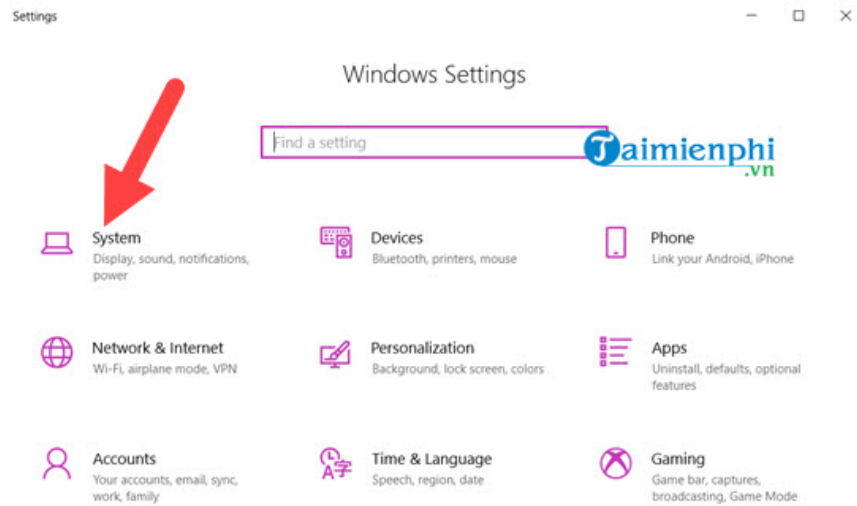 Settings
Windows Settings
Find a setting
Taimienphi
.vn
System
Display, sound, notifications,
power
Devices
Bluetooth, printers, mouse
Phone
Link your Android, iPhone
Network & Internet
Wi-Fi, airplane mode, VPN
Personalization
Background, lock screen, colors
Apps
Uninstall, defaults, optional
features
Accounts
Your accounts, email, sync,
work, family
Time & Language
Speech, region, date
Gaming
Game bar, captures,
broadcasting, Game Mode